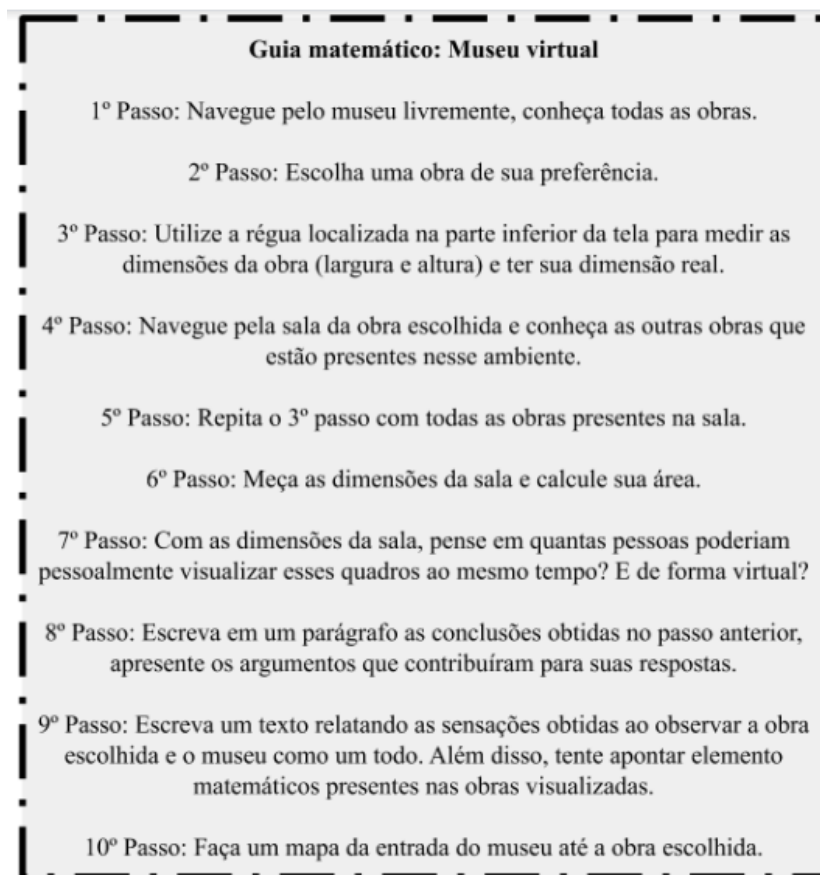 Guia matemático: Museu virtual
1º Passo: Navegue pelo museu livremente, conheça todas as obras.
2º Passo: Escolha uma obra de sua preferência.
3º Passo: Utilize a régua localizada na parte inferior da tela para medir as
dimensões da obra (largura e altura) e ter sua dimensão real.
4º Passo: Navegue pela sala da obra escolhida e conheça as outras obras que
estão presentes nesse ambiente.
5º Passo: Repita o 3º passo com todas as obras presentes na sala.
6º Passo: Meça as dimensões da sala e calcule sua área.
7º Passo: Com as dimensões da sala, pense em quantas pessoas poderiam
pessoalmente visualizar esses quadros ao mesmo tempo? E de forma virtual?
8º Passo: Escreva em um parágrafo as conclusões obtidas no passo anterior,
apresente os argumentos que contribuíram para suas respostas.
9º Passo: Escreva um texto relatando as sensações obtidas ao observar a obra
escolhida e o museu como um todo. Além disso, tente apontar elemento
matemáticos presentes nas obras visualizadas.
10º Passo: Faça um mapa da entrada do museu até a obra escolhida.